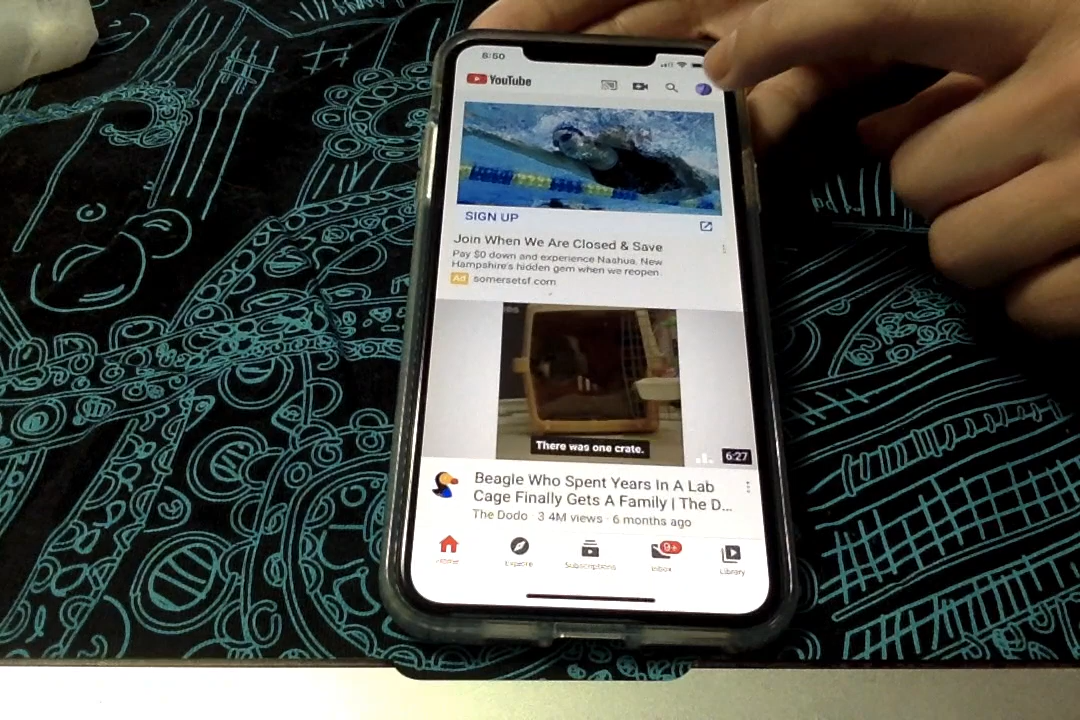 8:50
YouTube
SIGN UP
Join When We Are Closed & Save
Pay $0 down and experience Nashua, New
Hampshire's hidden gem when we reopen.
Ad somersetsf.com
There was one crate.
6:27
Beagle Who Spent Years In A Lab
Cage Finally Gets A Family | The D...
The Dodo · 3.4M views · 6 months ago
9+
Home Explore Subscriptions Inbox Library